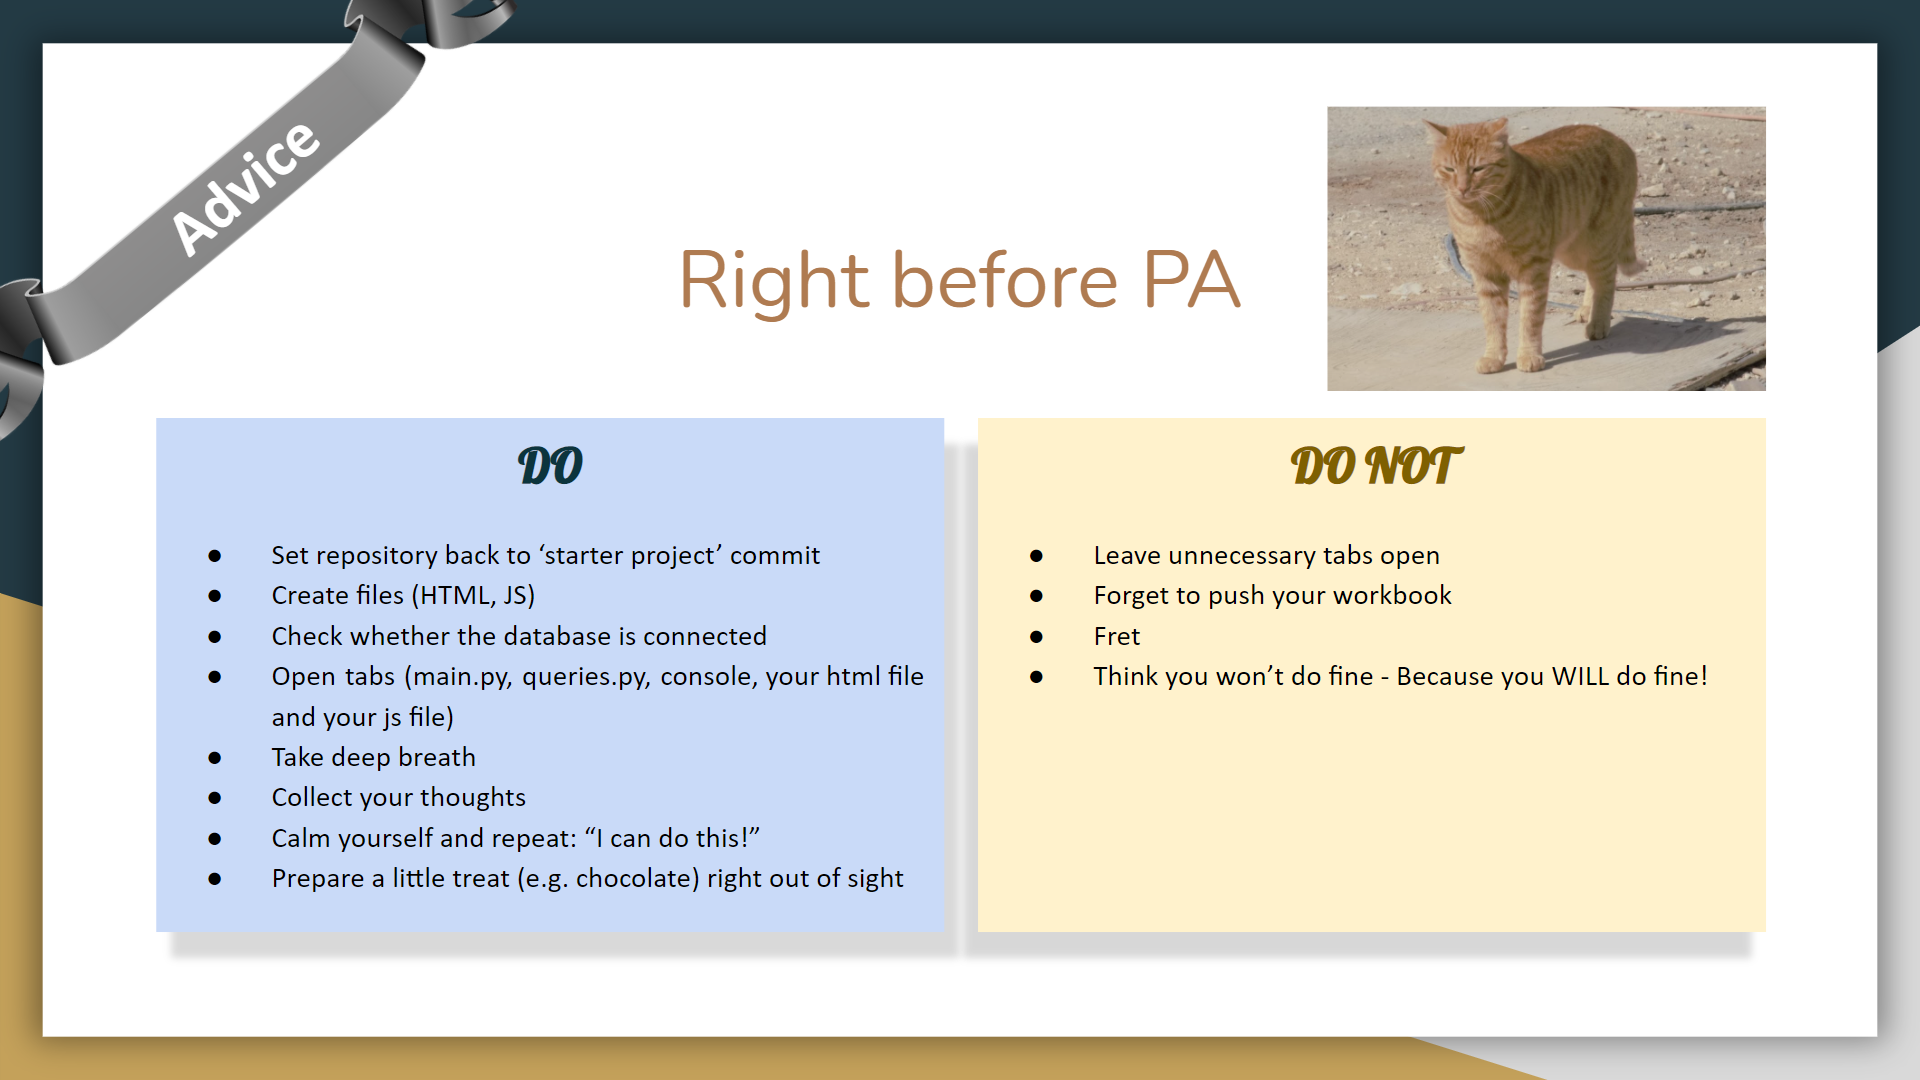 Advice
Right before PA
DO
● Set repository back to ‘starter project’ commit
● Create files (HTML, JS)
● Check whether the database is connected
● Open tabs (main.py, queries.py, console, your html file
and your js file)
● Take deep breath
● Collect your thoughts
● Calm yourself and repeat: “I can do this!”
● Prepare a little treat (e.g. chocolate) right out of sight
DO NOT
● Leave unnecessary tabs open
● Forget to push your workbook
● Fret
● Think you won’t do fine - Because you WILL do fine!